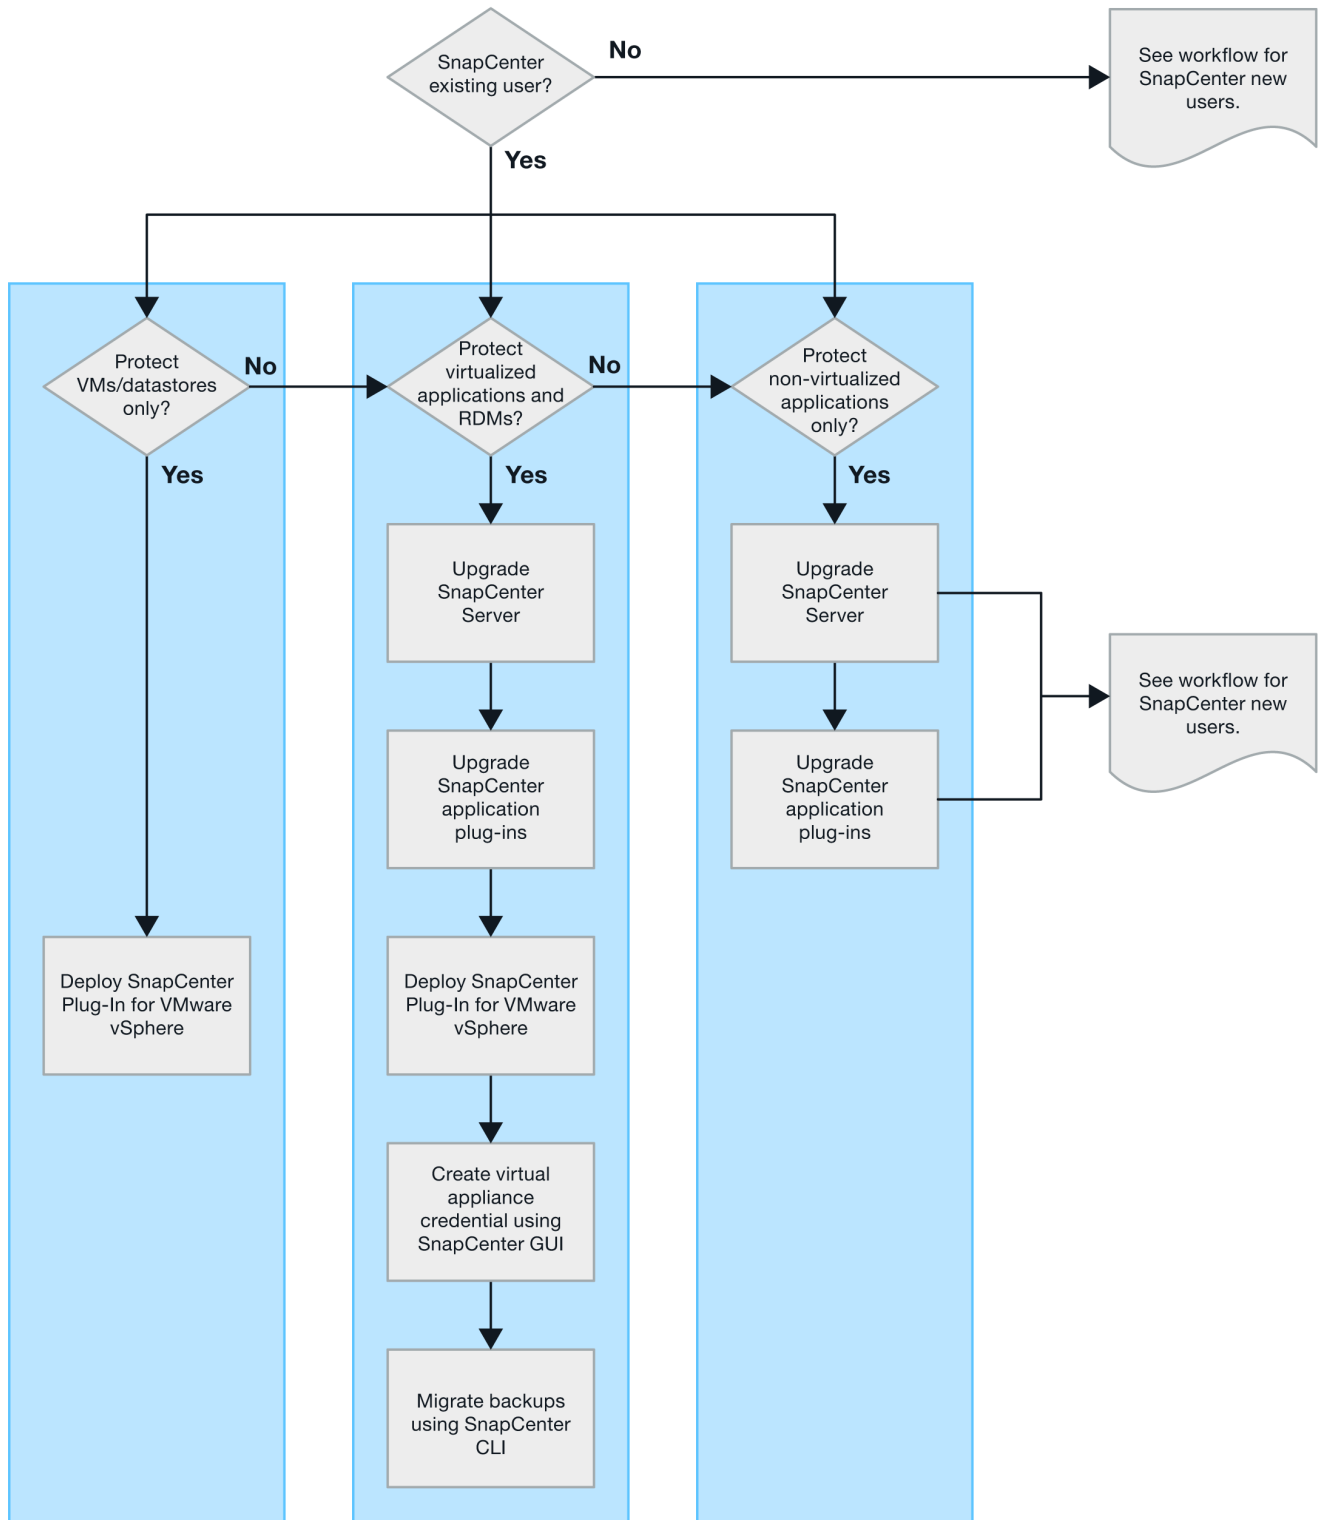 SnapCenter
existing user?
No
See workflow for
SnapCenter new
users.
Yes
Protect
VMs/datastores
only?
No
Yes
Protect
virtualized
applications and
RDMs?
No
Yes
Protect
non-virtualized
applications
only?
Yes
Upgrade
SnapCenter
Server
Upgrade
SnapCenter
Server
See workflow for
SnapCenter new
users.
Upgrade
SnapCenter
application
plug-ins
Upgrade
SnapCenter
application
plug-ins
Deploy SnapCenter
Plug-In for VMware
vSphere
Deploy SnapCenter
Plug-In for VMware
vSphere
Create virtual
appliance
credential using
SnapCenter GUI
Migrate backups
using SnapCenter
CLI